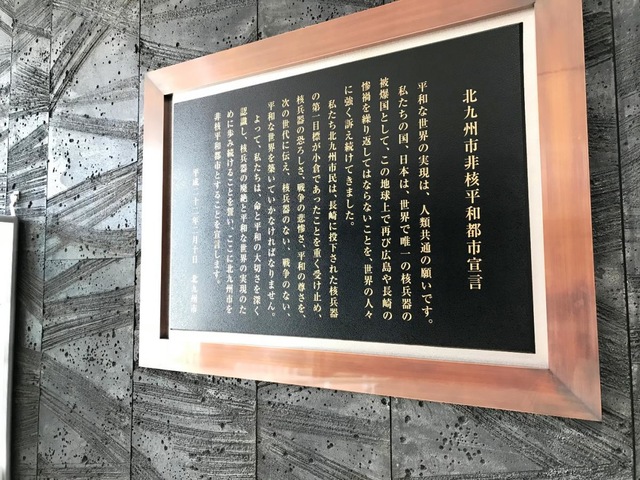 北九州市非核平和都市宣言
平和な世界の実現は、人類共通の願いです。
私たちの国、日本は、世界で唯一の核兵器の
被爆国として、この地球上で再び広島や長崎の
惨禍を繰り返してはならないことを、世界の人々
に強く訴え続けてきました。
私たち北九州市民は、長崎に投下された核兵器
の第一目標が小倉であったことを重く受け止め、
核兵器の恐ろしさ、戦争の悲惨さ、平和の尊さを、
次の世代に伝え、核兵器のない、戦争のない、
平和な世界を築いていかなければなりません。
よって、私たちは、命と平和の大切さを深く
認識し、核兵器の廃絶と平和な世界の実現のた
めに歩み続けることを誓い、ここに北九州市を
非核平和都市とすることを宣言します。
平成二十二年二月十日 北九州市